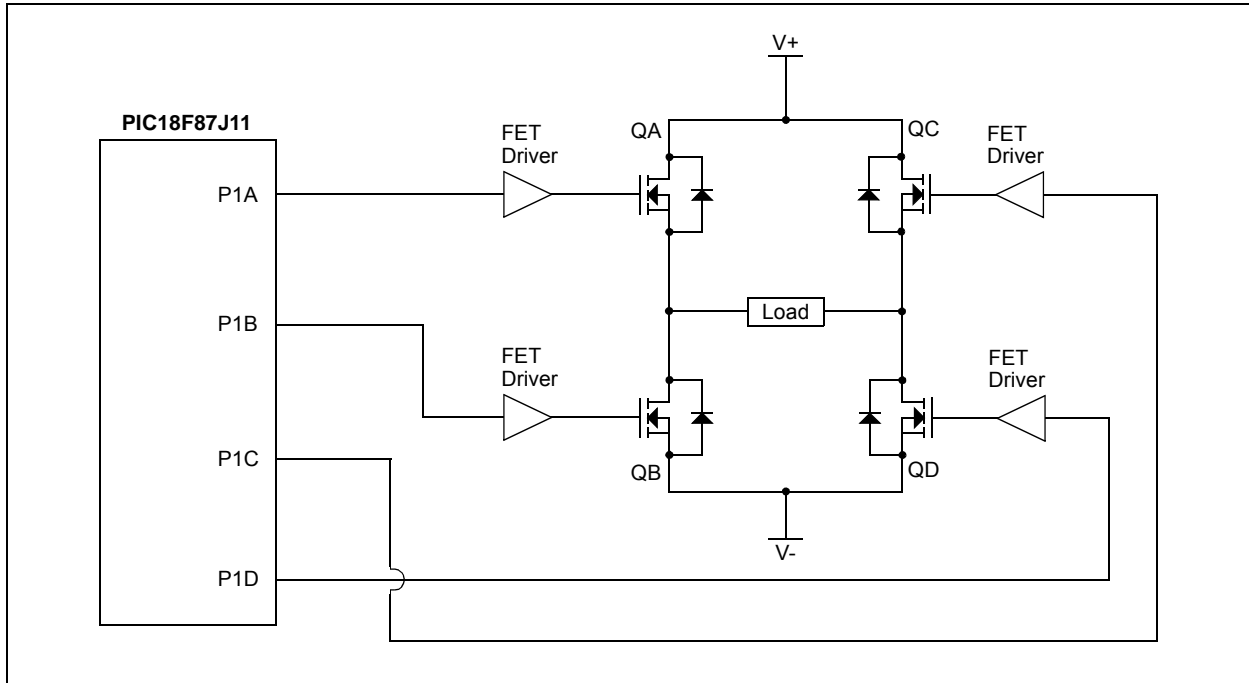 V+
PIC18F87J11
FET
Driver
QA
QC
FET
Driver
P1A
P1B
Load
FET
Driver
FET
Driver
P1C
QB
QD
V-
P1D